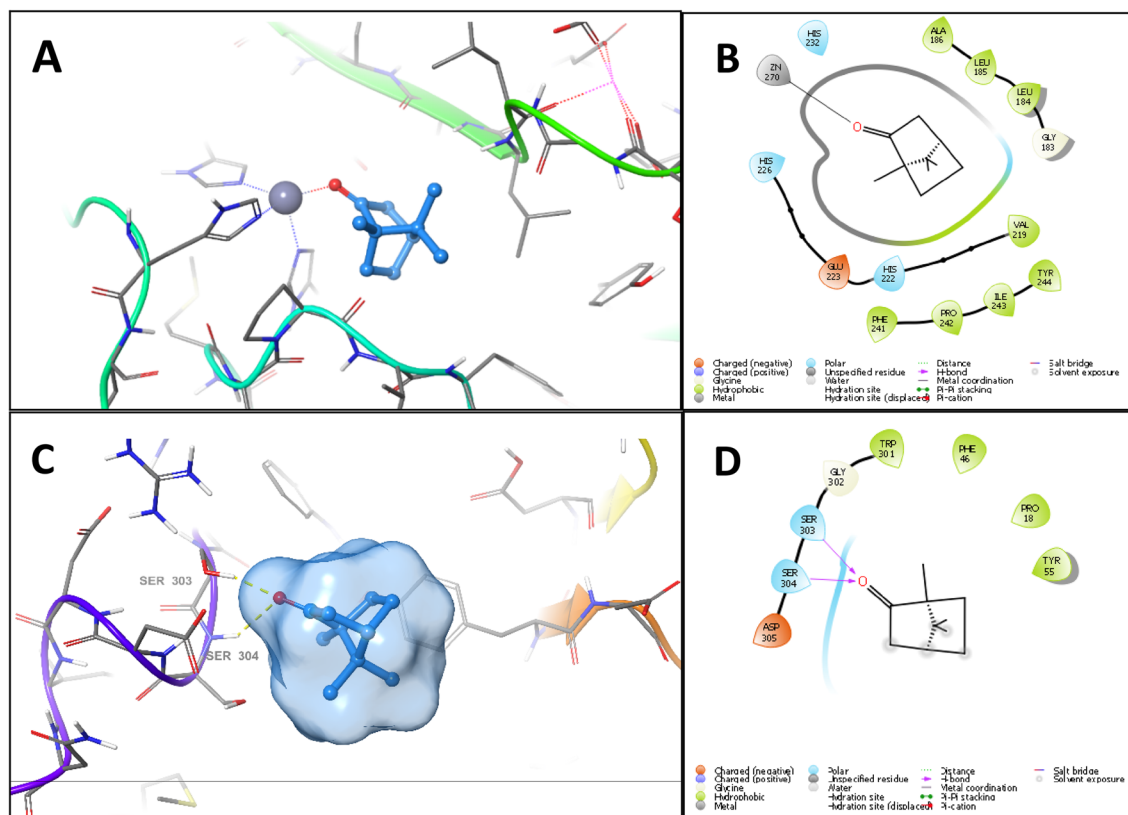 A
B
HIS
232
ZN
270
O
HIS
226
GLU
223
HIS
222
ALA
186
LEU
185
LEU
184
GLY
183
VAL
219
TYR
244
ILE
243
PRO
242
PHE
241
Charged (negative)
Charged (positive)
Glycine
Hydrophobic
Metal
Polar
Unspecified residue
Water
Hydration site
Hydration site (displaced)
Distance
H-bond
Metal coordination
Pi-Pi stacking
Pi-cation
Salt bridge
Solvent exposure
C
SER 303
SER 304
D
TRP
301
GLY
302
SER
303
SER
304
ASP
305
O
PHE
46
PRO
18
TYR
55
Charged (negative)
Charged (positive)
Glycine
Hydrophobic
Metal
Polar
Unspecified residue
Water
Hydration site
Hydration site (displaced)
Distance
H-bond
Metal coordination
Pi-Pi stacking
Pi-cation
Salt bridge
Solvent exposure